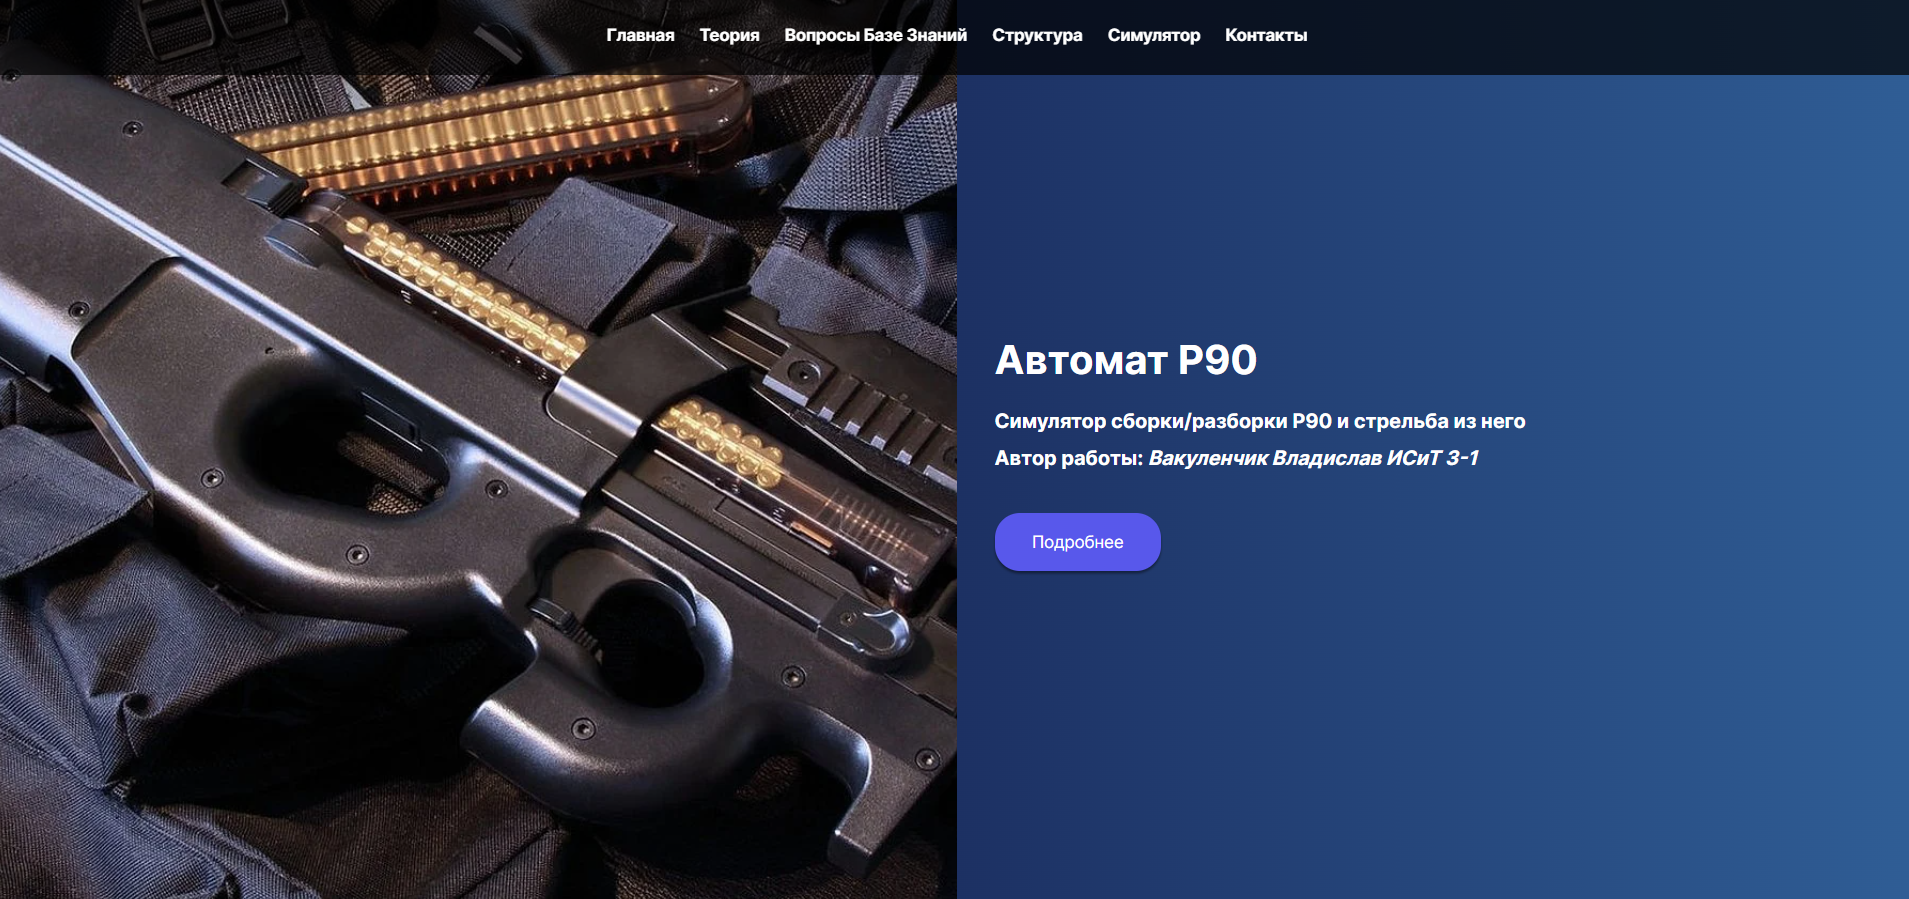 Главная Теория Вопросы Базе Знаний Структура Симулятор Контакты
Автомат P90
Симулятор сборки/разборки P90 и стрельба из него
Автор работы: Вакуленчик Владислав ИСиТ 3-1
Подробнее